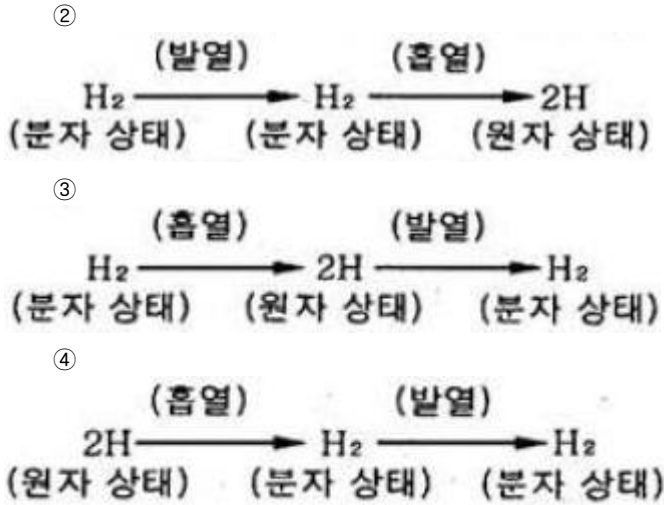 ②
(발열) (흡열)
H₂ → H₂ → 2H
(분자 상태) (분자 상태) (원자 상태)
③
(흡열) (발열)
H₂ → 2H → H₂
(분자 상태) (원자 상태) (분자 상태)
④
(흡열) (발열)
2H → H₂ → H₂
(원자 상태) (분자 상태) (분자 상태)